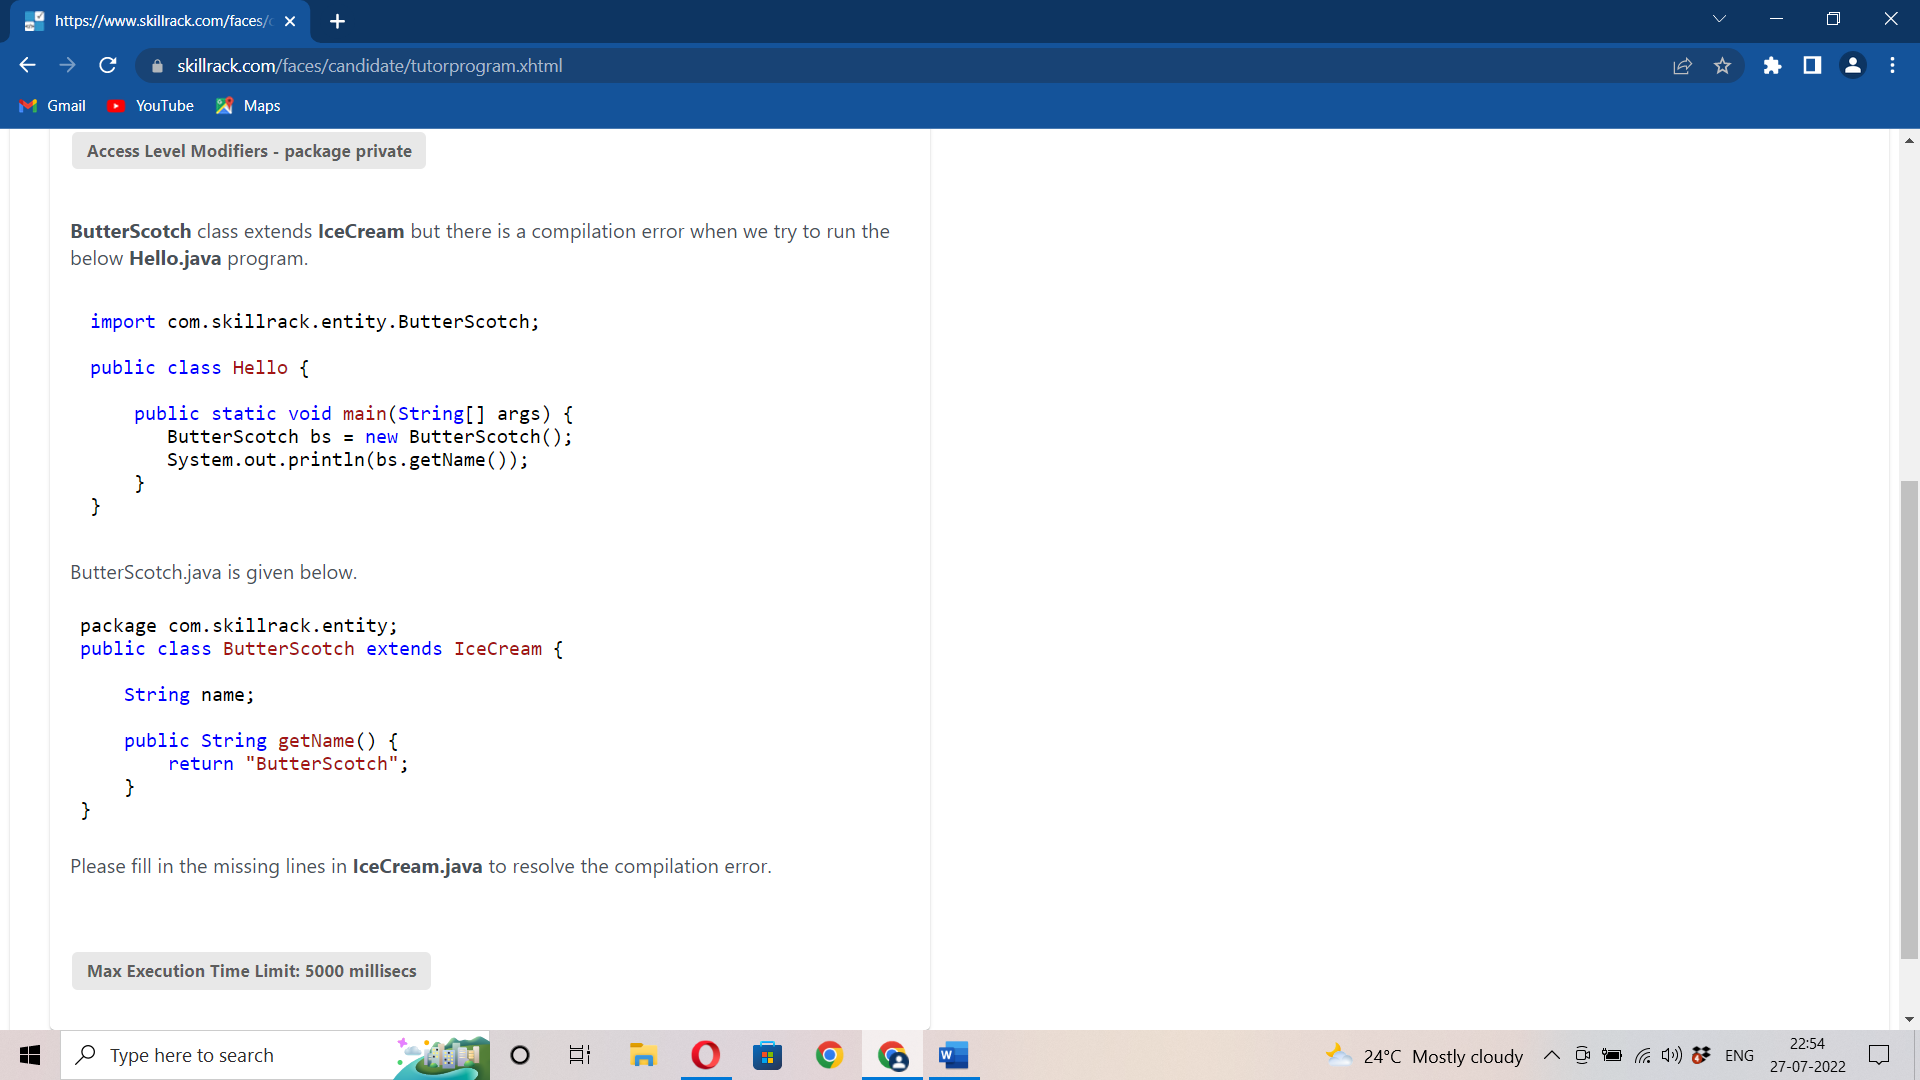 https://www.skillrack.com/faces/c
skillrack.com/faces/candidate/tutorprogram.xhtml
Gmail YouTube Maps
Access Level Modifiers - package private
ButterScotch class extends IceCream but there is a compilation error when we try to run the
below Hello.java program.
import com.skillrack.entity.ButterScotch;
public class Hello {
public static void main(String[] args) {
ButterScotch bs = new ButterScotch();
System.out.println(bs.getName());
}
}
ButterScotch.java is given below.
package com.skillrack.entity;
public class ButterScotch extends IceCream {
String name;
public String getName() {
return "ButterScotch";
}
}
Please fill in the missing lines in IceCream.java to resolve the compilation error.
Max Execution Time Limit: 5000 millisecs
Type here to search
24°C Mostly cloudy
ENG
22:54
27-07-2022